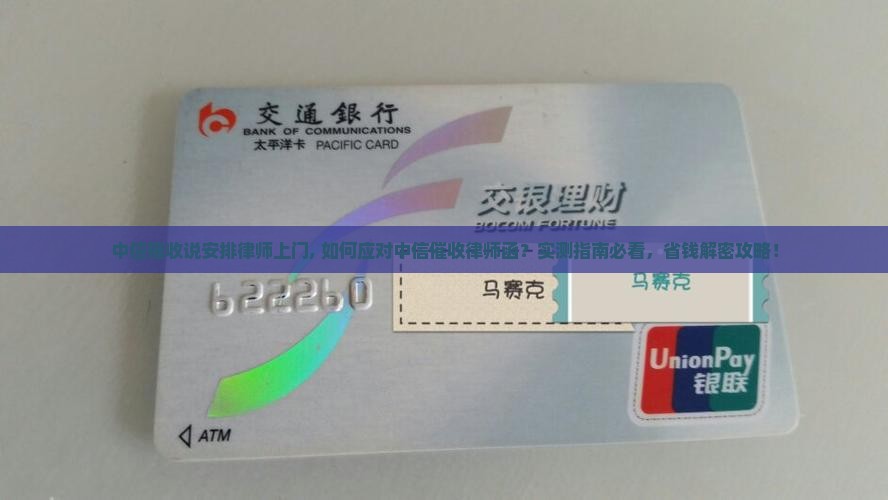 交通銀行
BANK OF COMMUNICATIONS
太平洋卡 PACIFIC CARD
交银理财
BOCOM FORTUNE
中信催收说安排律师上门, 如何应对中信催收律师函? 实测指南必看，省钱解密攻略!
622260
马赛克
马赛克
UnionPay
银联
ATM